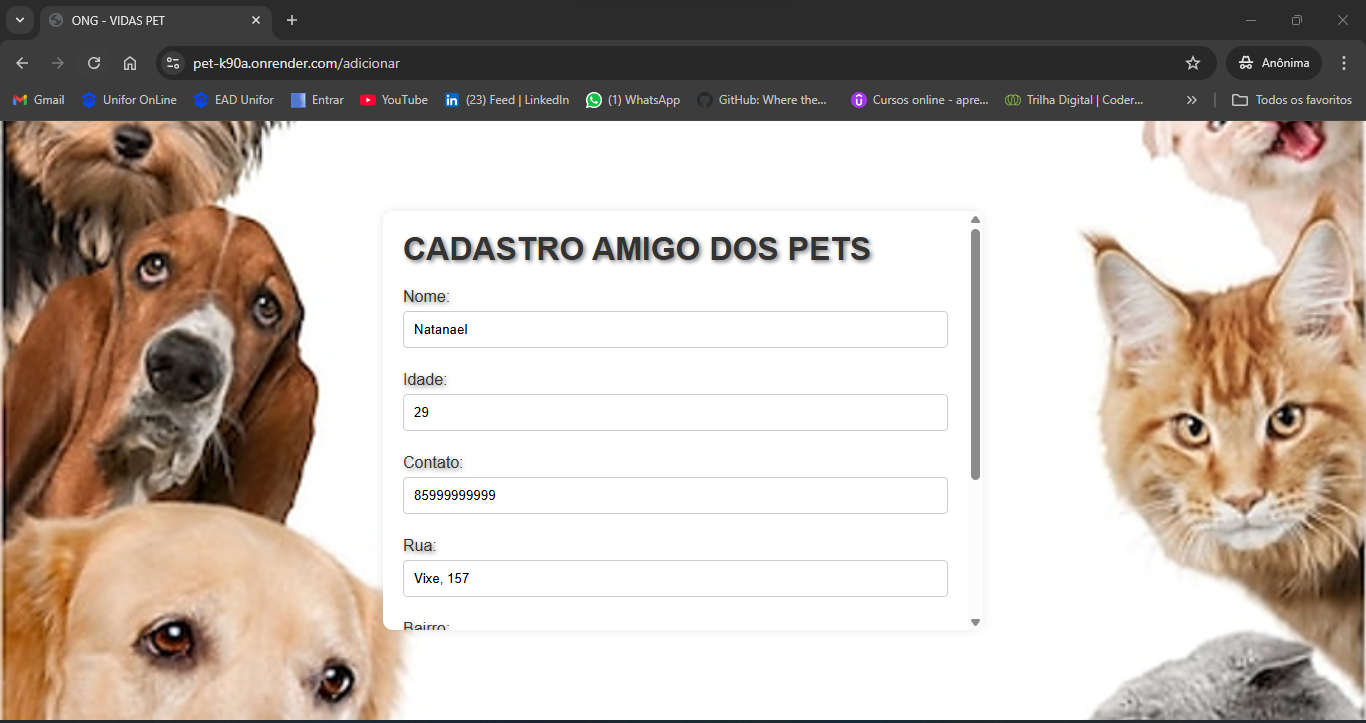 ONG - VIDAS PET
pet-k90a.onrender.com/adicionar
Anônima
Gmail
Unifor OnLine
EAD Unifor
Entrar
YouTube
(23) Feed | LinkedIn
(1) WhatsApp
GitHub: Where the...
Cursos online - apre...
Trilha Digital | Coder...
Todos os favoritos
CADASTRO AMIGO DOS PETS
Nome:
Natanael
Idade:
29
Contato:
85999999999
Rua:
Vixe, 157
Bairro: